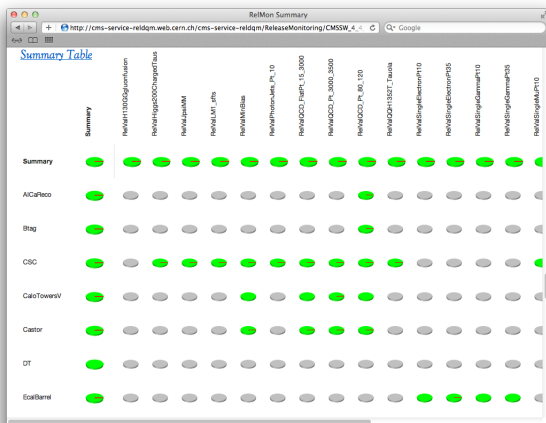 RelMon Summary
http://cms-service-reldqm.web.cern.ch/cms-service-reldqm/ReleaseMonitoring/CMSSW_4_4
Google
Summary Table
Summary
RelValH130GGgluonfusion
RelValHiggs200ChargedTaus
RelValJpsiMM
RelValLM1_sfts
RelValMinBias
RelValPhotonJets_Pt_10
RelValQCD_FlatPt_15_3000
RelValQCD_Pt_3000_3500
RelValQCD_Pt_80_120
RelValQQH1352T_Tauola
RelValSingleElectronPt10
RelValSingleElectronPt35
RelValSingleGammaPt10
RelValSingleGammaPt35
RelValSingleMuPt10
Summary
AlCaReco
Btag
CSC
CaloTowersV
Castor
DT
EcalBarrel